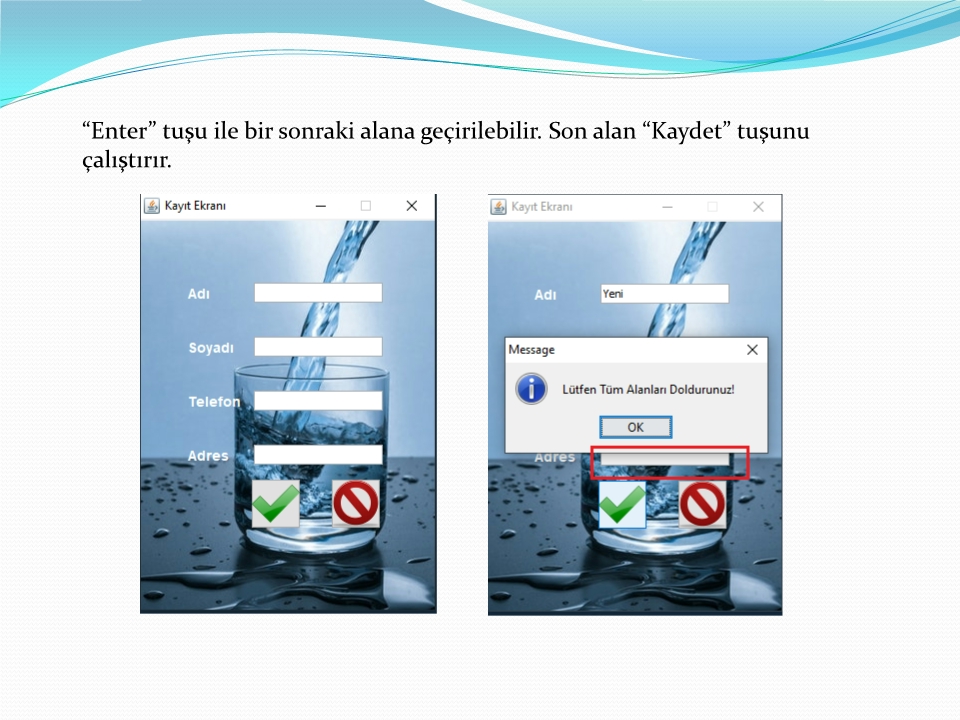 “Enter” tuşu ile bir sonraki alana geçirilebilir. Son alan “Kaydet” tuşunu
çalıştırır.
Kayıt Ekranı
Adı
Soyadı
Telefon
Adres
Kayıt Ekranı
Adı
Yeni
Message
Lütfen Tüm Alanları Doldurunuz!
OK
Adres